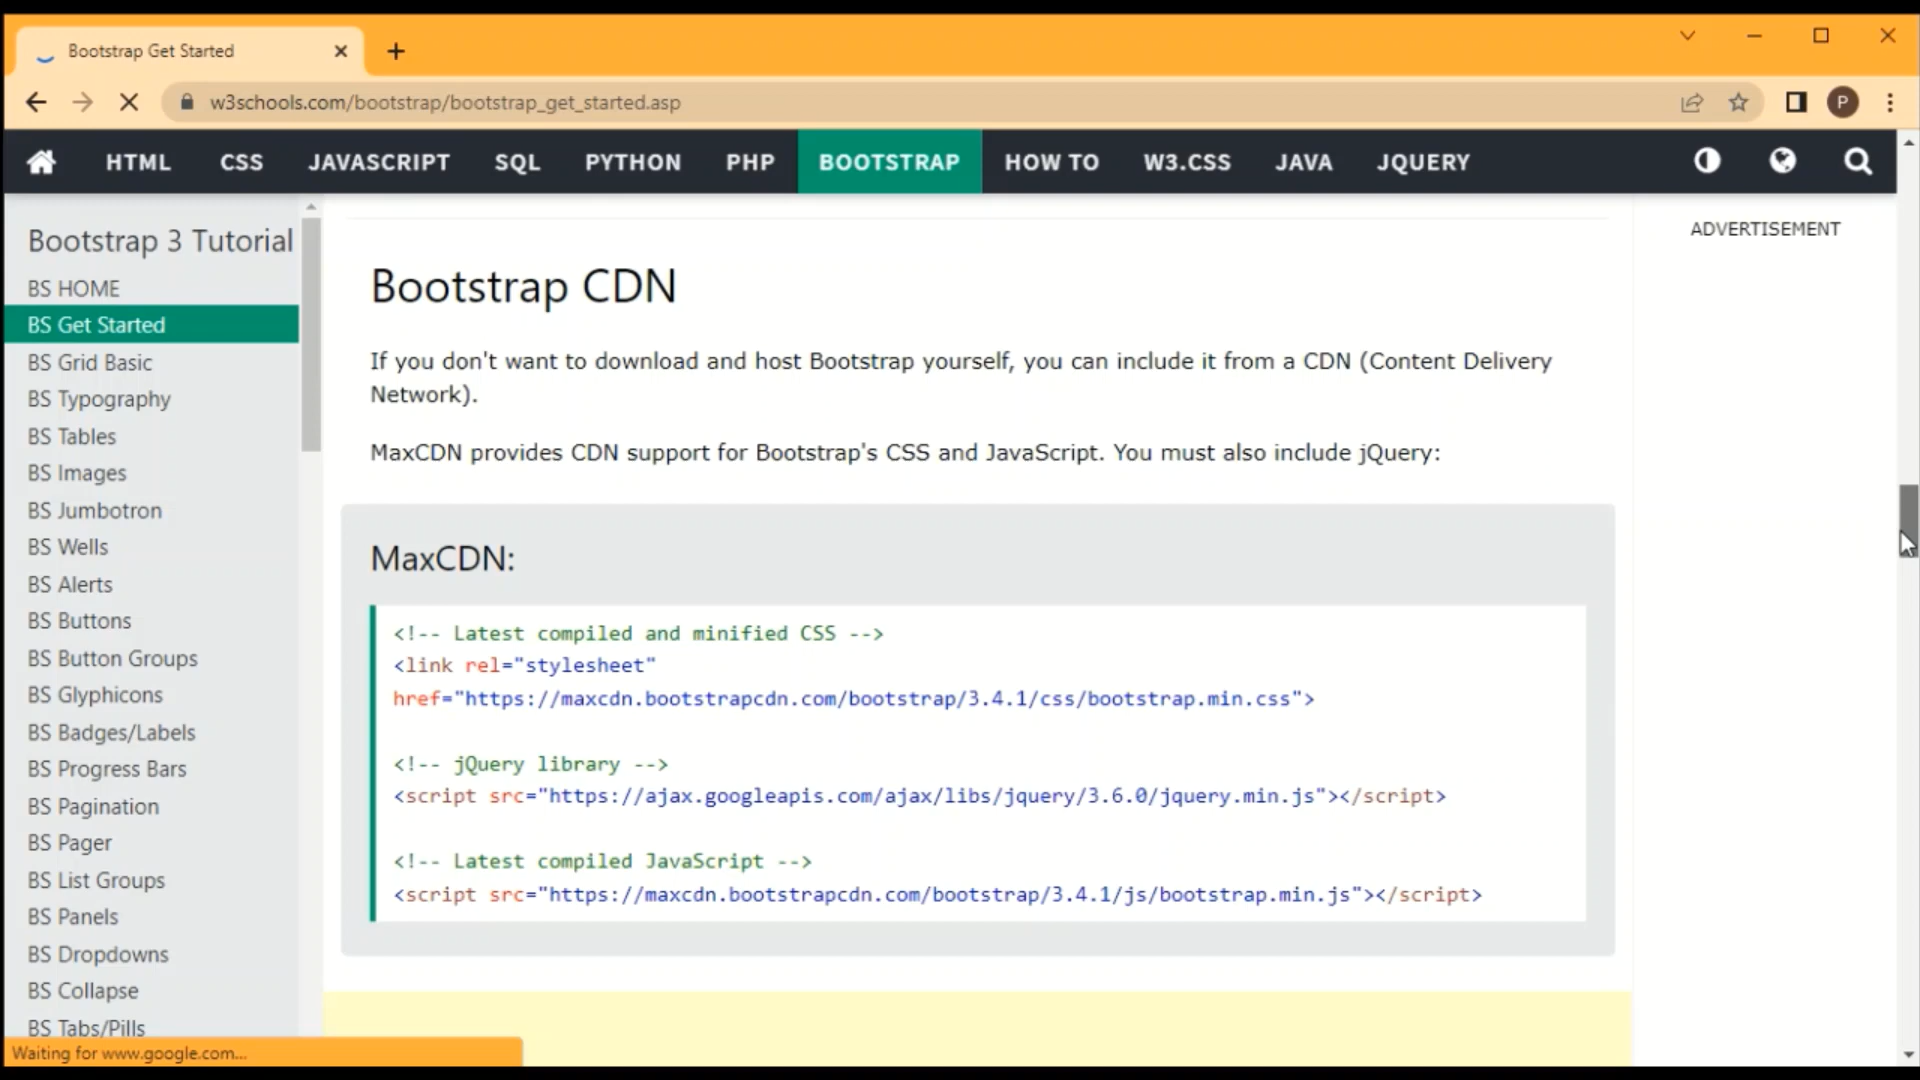 Bootstrap Get Started
w3schools.com/bootstrap/bootstrap_get_started.asp
P
HTML CSS JAVASCRIPT SQL PYTHON PHP BOOTSTRAP HOW TO W3.CSS JAVA JQUERY
Bootstrap 3 Tutorial
BS HOME
BS Get Started
BS Grid Basic
BS Typography
BS Tables
BS Images
BS Jumbotron
BS Wells
BS Alerts
BS Buttons
BS Button Groups
BS Glyphicons
BS Badges/Labels
BS Progress Bars
BS Pagination
BS Pager
BS List Groups
BS Panels
BS Dropdowns
BS Collapse
BS Tabs/Pills
Bootstrap CDN
If you don't want to download and host Bootstrap yourself, you can include it from a CDN (Content Delivery
Network).
MaxCDN provides CDN support for Bootstrap's CSS and JavaScript. You must also include jQuery:
MaxCDN:
<!-- Latest compiled and minified CSS -->
<link rel="stylesheet"
href="https://maxcdn.bootstrapcdn.com/bootstrap/3.4.1/css/bootstrap.min.css">
<!-- jQuery library -->
<script src="https://ajax.googleapis.com/ajax/libs/jquery/3.6.0/jquery.min.js"></script>
<!-- Latest compiled JavaScript -->
<script src="https://maxcdn.bootstrapcdn.com/bootstrap/3.4.1/js/bootstrap.min.js"></script>
ADVERTISEMENT
Waiting for www.google.com...